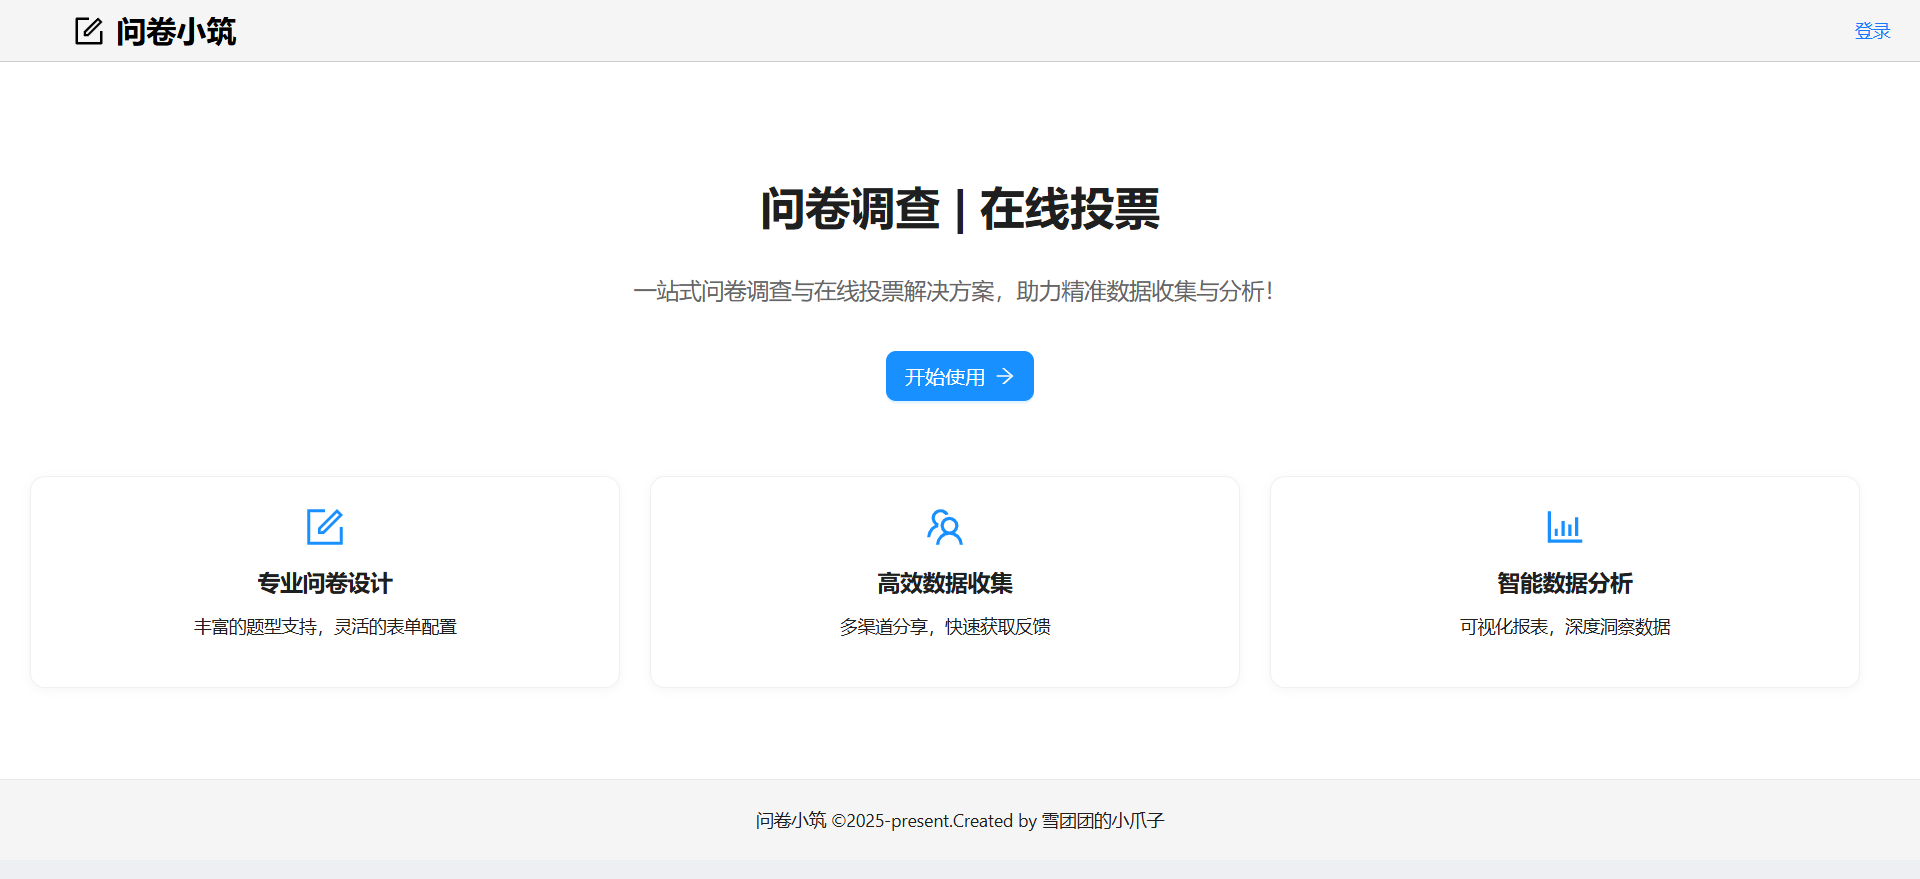 问卷小筑
登录
问卷调查 | 在线投票
一站式问卷调查与在线投票解决方案，助力精准数据收集与分析！
开始使用
专业问卷设计
丰富的题型支持，灵活的表单配置
高效数据收集
多渠道分享，快速获取反馈
智能数据分析
可视化报表，深度洞察数据
问卷小筑 ©2025-present.Created by 雪团团的小爪子